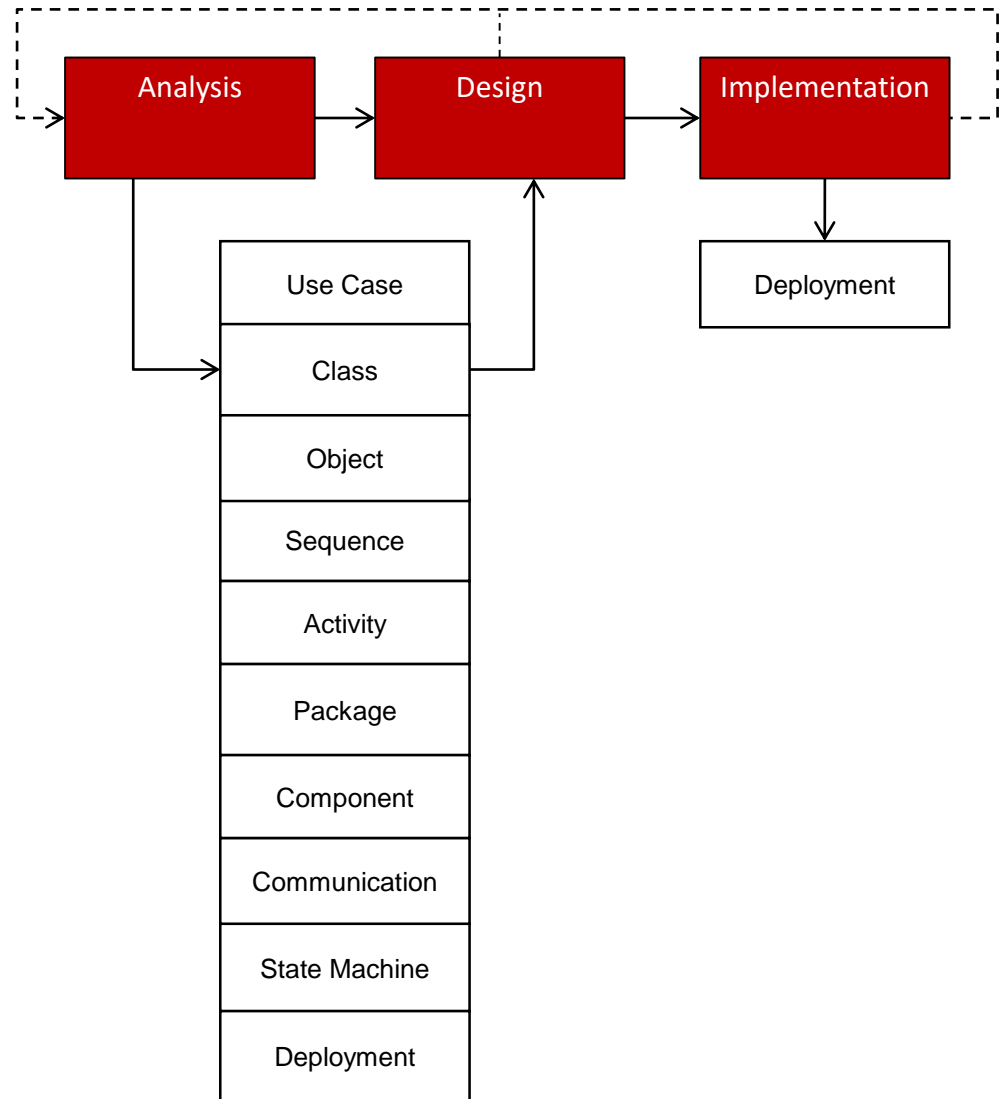 Analysis
Design
Implementation
Use Case
Deployment
Class
Object
Sequence
Activity
Package
Component
Communication
State Machine
Deployment